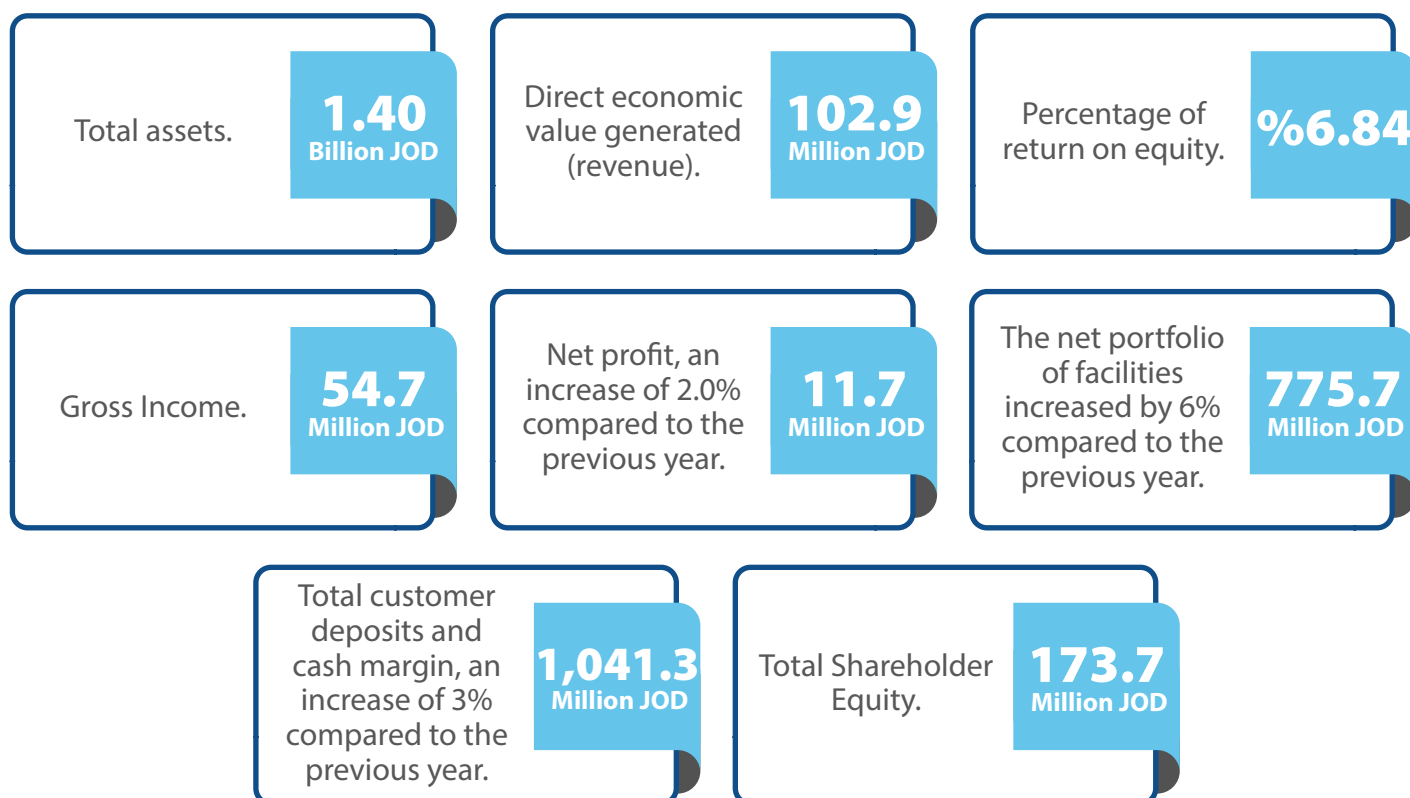 Total assets.
1.40
Billion JOD
Direct economic
value generated
(revenue).
102.9
Million JOD
Percentage of
return on equity.
%6.84
Gross Income.
54.7
Million JOD
Net profit, an
increase of 2.0%
compared to the
previous year.
11.7
Million JOD
The net portfolio
of facilities
increased by 6%
compared to the
previous year.
775.7
Million JOD
Total customer
deposits and
cash margin, an
increase of 3%
compared to the
previous year.
1,041.3
Million JOD
Total Shareholder
Equity.
173.7
Million JOD